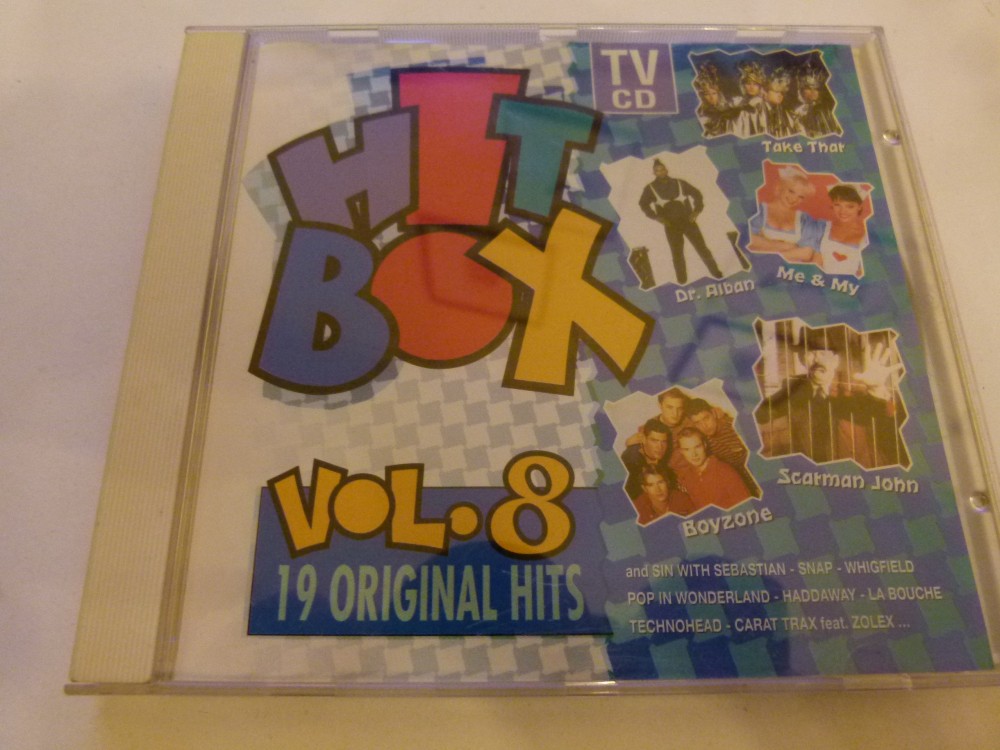 HIT
BOX
TV
CD
Take That
Dr. Alban
Me & My
Scatman John
Boyzone
VOL.8
19 ORIGINAL HITS
and SIN WITH SEBASTIAN - SNAP - WHIGFIELD
POP IN WONDERLAND - HADDAWAY - LA BOUCHE
TECHNOHEAD - CARAT TRAX feat. ZOLEX ...